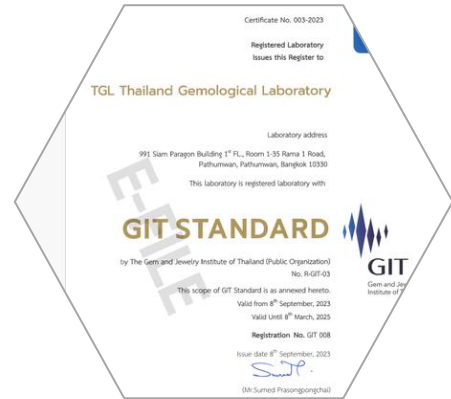 Certificate No. 003-2023
Registered Laboratory
Issues this Register to
TGL Thailand Gemological Laboratory
Laboratory address
991 Siam Paragon Building 1st FL., Room 1-35 Rama 1 Road,
Pathumwan, Pathumwan, Bangkok 10330
This laboratory is registered laboratory with
E-FILE
GIT STANDARD
by The Gem and Jewelry Institute of Thailand (Public Organization)
No. R-GIT-03
This scope of GIT Standard is as annexed hereto.
Valid from 8th September, 2023
Valid Until 8th March, 2025
Registration No. GIT 008
Issue date 8th September, 2023
(Mr.Sumed Prasongpongchai)
GIT
Gem and
Institute of